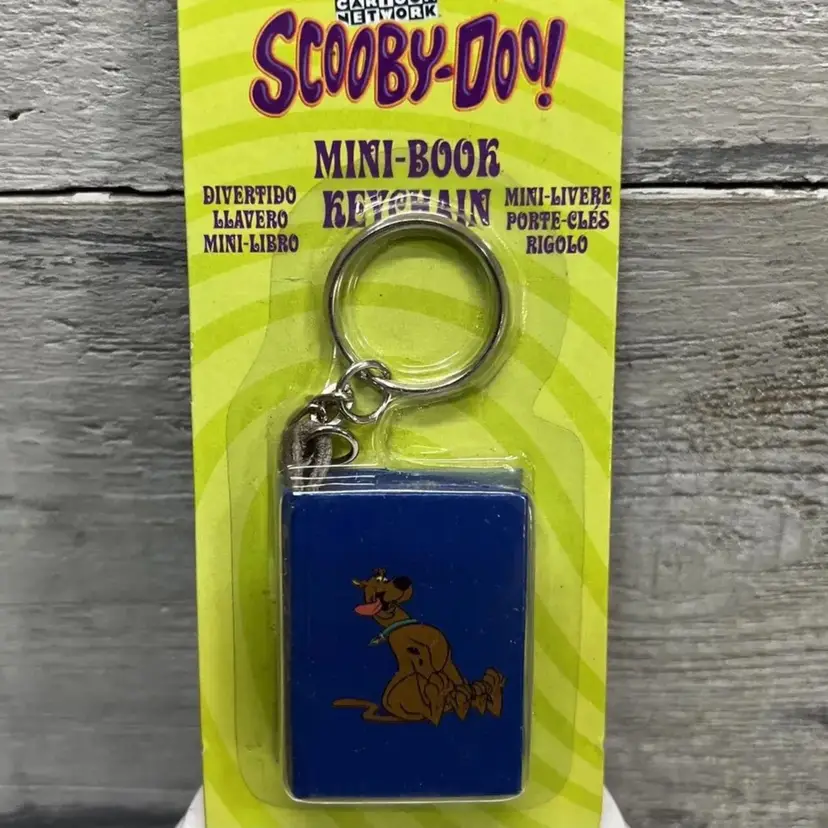 CARTOON
NETWORK
SCOOBY-DOO!
MINI-BOOK
KEYCHAIN
DIVERTIDO
LLAVERO
MINI-LIBRO
MINI-LIVERE
PORTE-CLÉS
RIGOLO